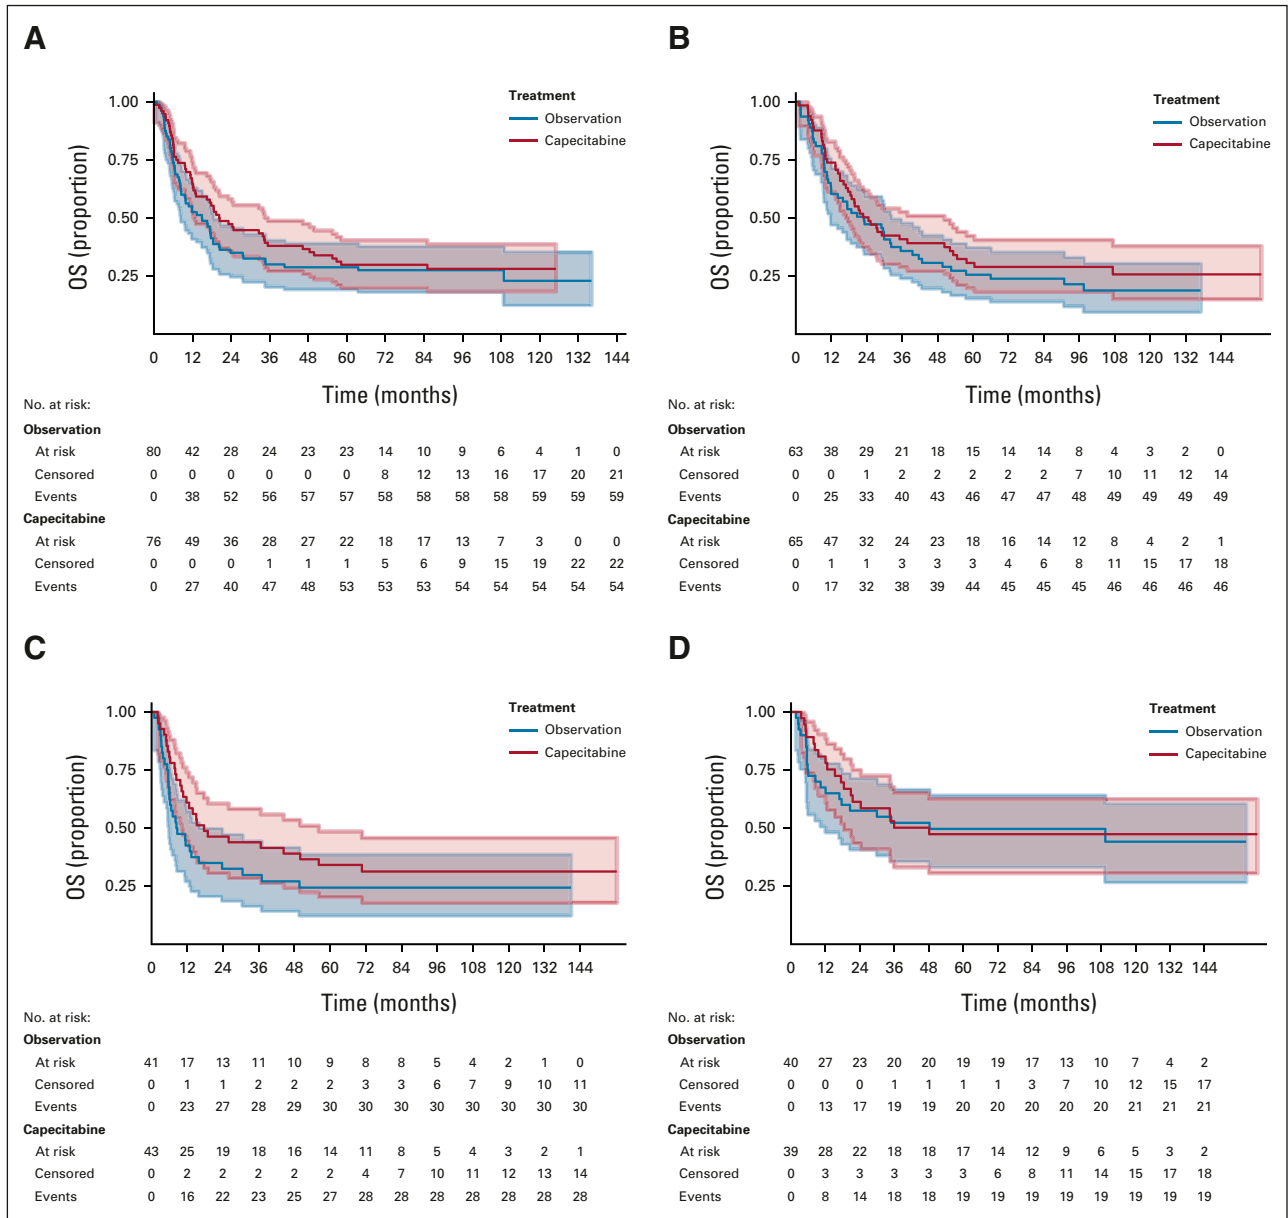 A
Treatment
Observation
Capecitabine
OS (proportion)
1.00
0.75
0.50
0.25
0 12 24 36 48 60 72 84 96 108 120 132 144
Time (months)
No. at risk:
Observation
At risk 80 42 28 24 23 23 14 10 9 6 4 1 0
Censored 0 0 0 0 0 0 8 12 13 16 17 20 21
Events 0 38 52 56 57 57 58 58 58 58 59 59 59
Capecitabine
At risk 76 49 36 28 27 22 18 17 13 7 3 0 0
Censored 0 0 0 1 1 1 5 6 9 15 19 22 22
Events 0 27 40 47 48 53 53 54 54 54 54 54 54
B
Treatment
Observation
Capecitabine
OS (proportion)
1.00
0.75
0.50
0.25
0 12 24 36 48 60 72 84 96 108 120 132 144
Time (months)
No. at risk:
Observation
At risk 63 38 29 21 18 15 14 14 8 4 3 2 0
Censored 0 0 1 2 2 2 2 2 7 10 11 12 14
Events 0 25 33 40 43 46 47 47 48 49 49 49 49
Capecitabine
At risk 65 47 32 24 23 18 16 14 12 8 4 2 1
Censored 0 1 1 3 3 3 4 6 8 11 15 17 18
Events 0 17 32 38 39 44 45 45 45 46 46 46 46
C
Treatment
Observation
Capecitabine
OS (proportion)
1.00
0.75
0.50
0.25
0 12 24 36 48 60 72 84 96 108 120 132 144
Time (months)
No. at risk:
Observation
At risk 41 17 13 11 10 9 8 8 5 4 2 1 0
Censored 0 1 1 2 2 2 3 3 6 7 9 10 11
Events 0 23 27 28 29 30 30 30 30 30 30 30 30
Capecitabine
At risk 43 25 19 18 16 14 11 8 5 4 3 2 1
Censored 0 2 2 2 2 2 4 7 10 11 12 13 14
Events 0 16 22 23 25 27 28 28 28 28 28 28 28
D
Treatment
Observation
Capecitabine
OS (proportion)
1.00
0.75
0.50
0.25
0 12 24 36 48 60 72 84 96 108 120 132 144
Time (months)
No. at risk:
Observation
At risk 40 27 23 20 20 19 19 17 13 10 7 4 2
Censored 0 0 0 1 1 1 1 3 7 10 12 15 17
Events 0 13 17 19 19 20 20 20 20 20 21 21 21
Capecitabine
At risk 39 28 22 18 18 17 14 12 9 6 5 3 2
Censored 0 3 3 3 3 3 6 8 11 14 15 17 18
Events 0 8 14 18 18 19 19 19 19 19 19 19 19